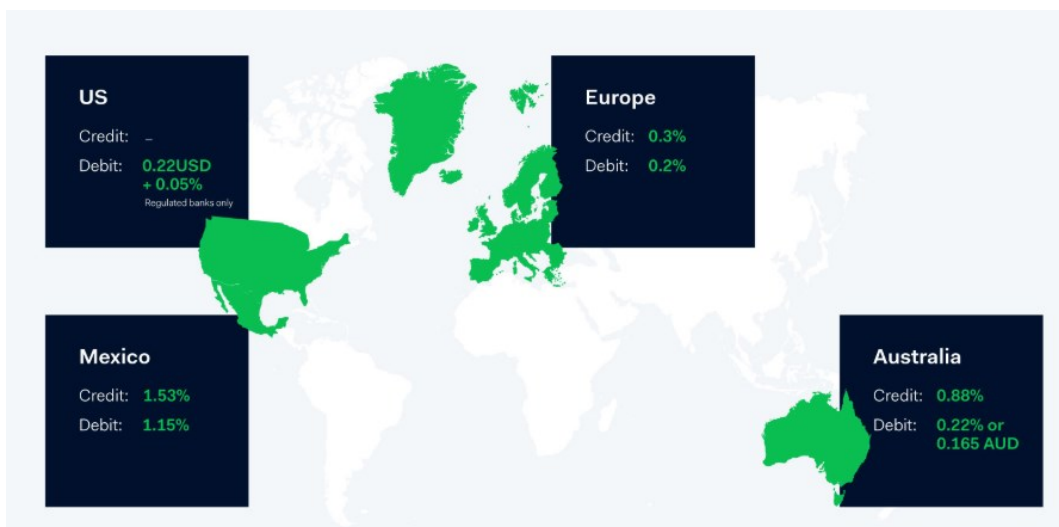 US
Credit: –
Debit: 0.22USD
+ 0.05%
Regulated banks only
Europe
Credit: 0.3%
Debit: 0.2%
Mexico
Credit: 1.53%
Debit: 1.15%
Australia
Credit: 0.88%
Debit: 0.22% or
0.165 AUD